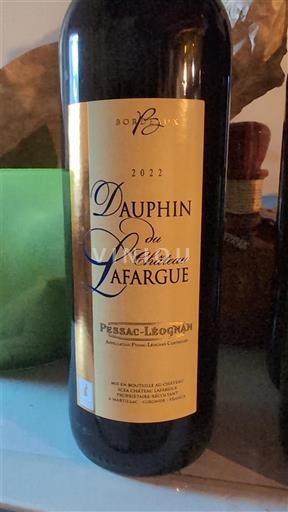 BORDEAUX
B
2022
DAUPHIN
du
Château
LAFARGUE
PESSAC-LÉOGNAN
APPELLATION PESSAC-LÉOGNAN CONTRÔLÉE
MIS EN BOUTEILLE AU CHÂTEAU
SCEA CHÂTEAU LAFARGUE
PROPRIÉTAIRE-RÉCOLTANT
À MARTILLAC - GIRONDE - FRANCE
VINIOU